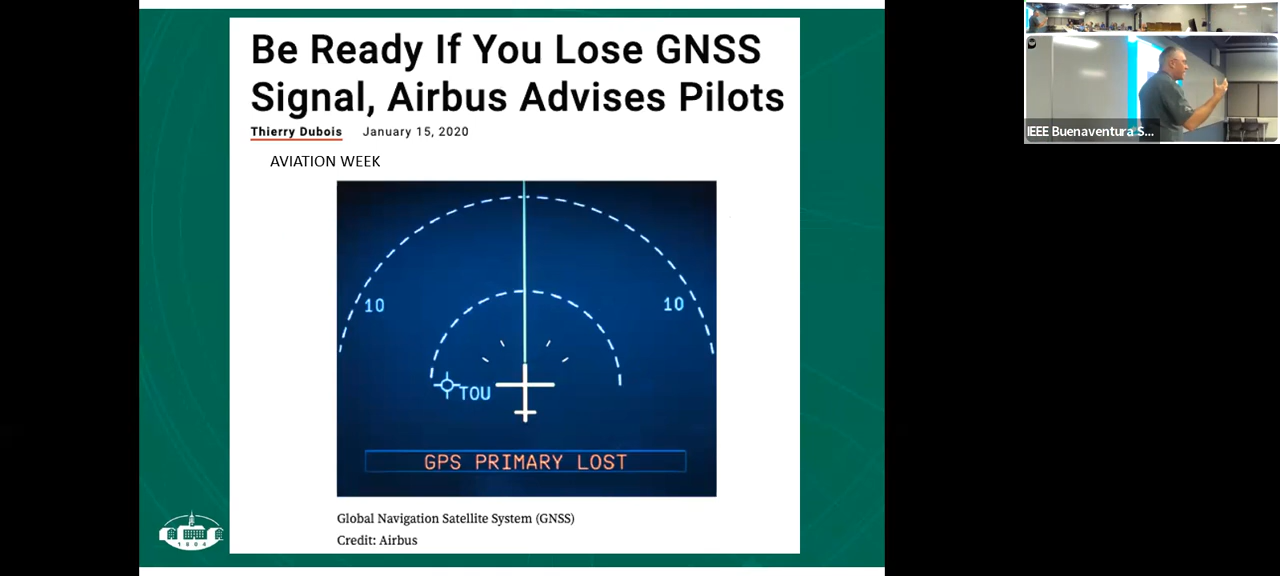 Be Ready If You Lose GNSS
Signal, Airbus Advises Pilots
Thierry Dubois January 15, 2020
AVIATION WEEK
10 10
TOU
GPS PRIMARY LOST
Global Navigation Satellite System (GNSS)
Credit: Airbus
1804
IEEE Buenaventura S...